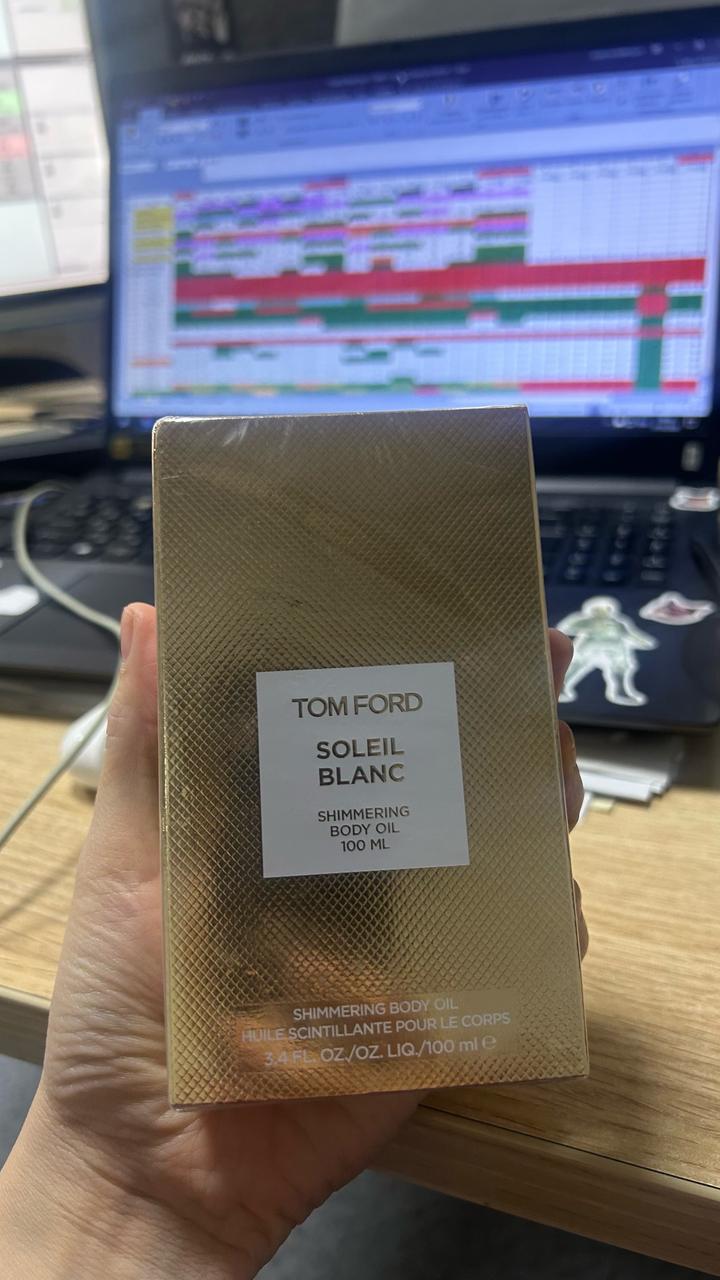 TOM FORD
SOLEIL
BLANC
SHIMMERING
BODY OIL
100 ML
SHIMMERING BODY OIL
HUILE SCINTILLANTE POUR LE CORPS
3.4 FL. OZ./OZ. LIQ./100 ml ℮